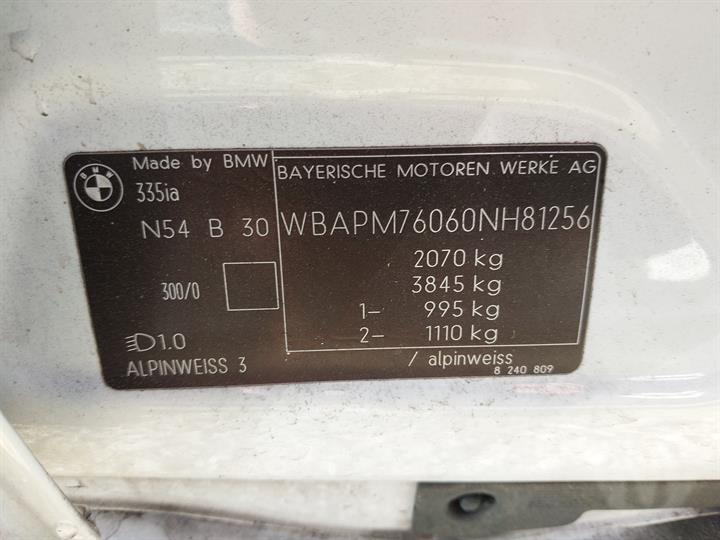 BMW
Made by BMW
335ia
N54 B 30
300/0
1.0
ALPINWEISS 3
BAYERISCHE MOTOREN WERKE AG
WBAPM76060NH81256
2070 kg
3845 kg
1- 995 kg
2- 1110 kg
/ alpinweiss
8 240 809